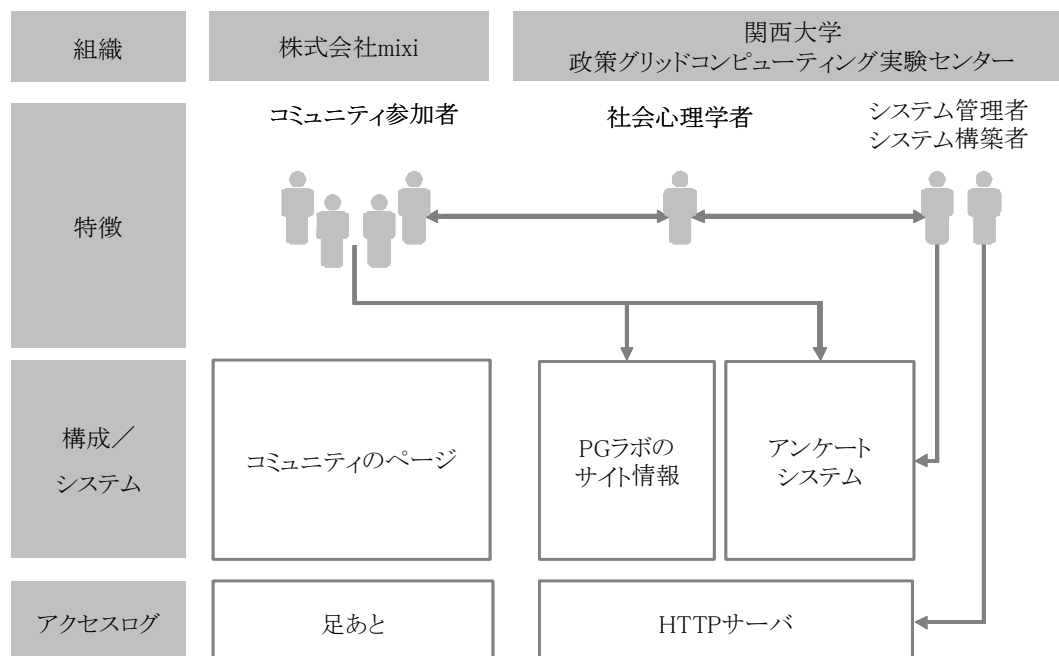 組織
株式会社mixi
関西大学
政策グリッドコンピューティング実験センター
特徴
コミュニティ参加者
社会心理学者
システム管理者
システム構築者
構成／
システム
コミュニティのページ
PGラボの
サイト情報
アンケート
システム
アクセスログ
足あと
HTTPサーバ